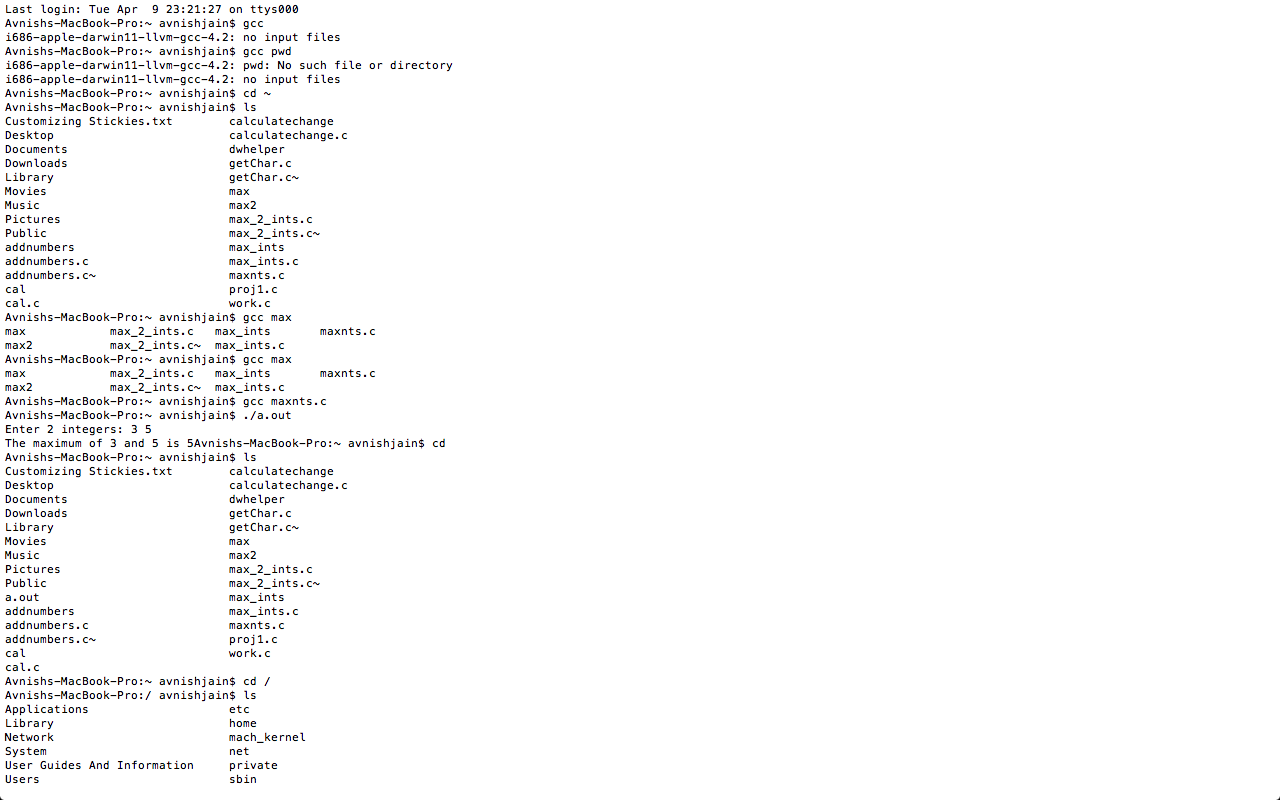 Last login: Tue Apr  9 23:21:27 on ttys000
Avnishs-MacBook-Pro:~ avnishjain$ gcc
i686-apple-darwin11-llvm-gcc-4.2: no input files
Avnishs-MacBook-Pro:~ avnishjain$ gcc pwd
i686-apple-darwin11-llvm-gcc-4.2: pwd: No such file or directory
i686-apple-darwin11-llvm-gcc-4.2: no input files
Avnishs-MacBook-Pro:~ avnishjain$ cd ~
Avnishs-MacBook-Pro:~ avnishjain$ ls
Customizing Stickies.txt        calculatechange
Desktop                         calculatechange.c
Documents                       dwhelper
Downloads                       getChar.c
Library                         getChar.c~
Movies                          max
Music                           max2
Pictures                        max_2_ints.c
Public                          max_2_ints.c~
addnumbers                      max_ints
addnumbers.c                    max_ints.c
addnumbers.c~                   maxnts.c
cal                             proj1.c
cal.c                           work.c
Avnishs-MacBook-Pro:~ avnishjain$ gcc max
max            max_2_ints.c   max_ints       maxnts.c
max2           max_2_ints.c~  max_ints.c
Avnishs-MacBook-Pro:~ avnishjain$ gcc max
max            max_2_ints.c   max_ints       maxnts.c
max2           max_2_ints.c~  max_ints.c
Avnishs-MacBook-Pro:~ avnishjain$ gcc maxnts.c
Avnishs-MacBook-Pro:~ avnishjain$ ./a.out
Enter 2 integers: 3 5
The maximum of 3 and 5 is 5Avnishs-MacBook-Pro:~ avnishjain$ cd
Avnishs-MacBook-Pro:~ avnishjain$ ls
Customizing Stickies.txt        calculatechange
Desktop                         calculatechange.c
Documents                       dwhelper
Downloads                       getChar.c
Library                         getChar.c~
Movies                          max
Music                           max2
Pictures                        max_2_ints.c
Public                          max_2_ints.c~
a.out                           max_ints
addnumbers                      max_ints.c
addnumbers.c                    maxnts.c
addnumbers.c~                   proj1.c
cal                             work.c
cal.c
Avnishs-MacBook-Pro:~ avnishjain$ cd /
Avnishs-MacBook-Pro:/ avnishjain$ ls
Applications                    etc
Library                         home
Network                         mach_kernel
System                          net
User Guides And Information     private
Users                           sbin